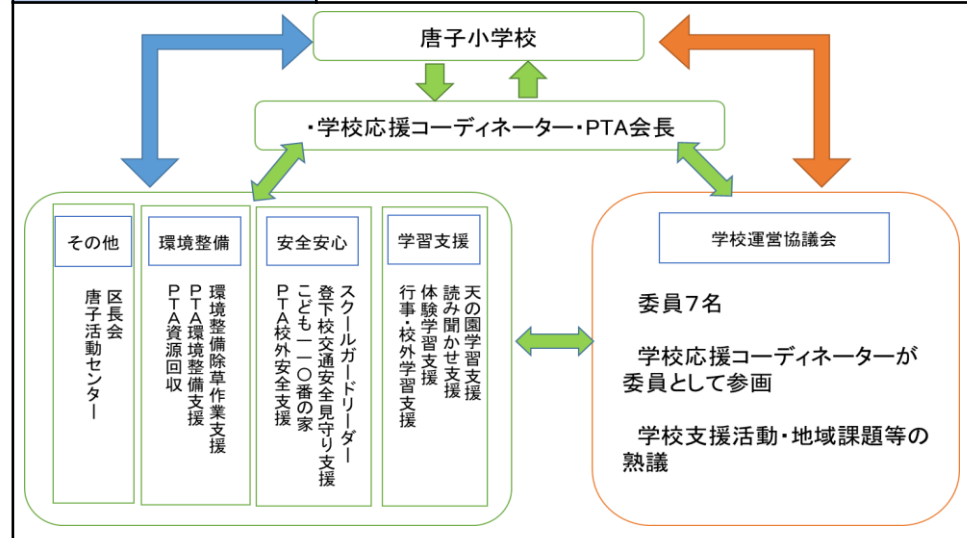 唐子小学校
・学校応援コーディネーター・PTA会長
その他
区長会
唐子活動センター
環境整備
環境整備除草作業支援
PTA環境整備支援
PTA資源回収
安全安心
スクールガードリーダー
登下校交通安全見守り支援
こども一一〇番の家
PTA校外安全支援
学習支援
天の園学習支援
読み聞かせ支援
体験学習支援
行事・校外学習支援
学校運営協議会
委員7名
学校応援コーディネーターが
委員として参画
学校支援活動・地域課題等の
熟議